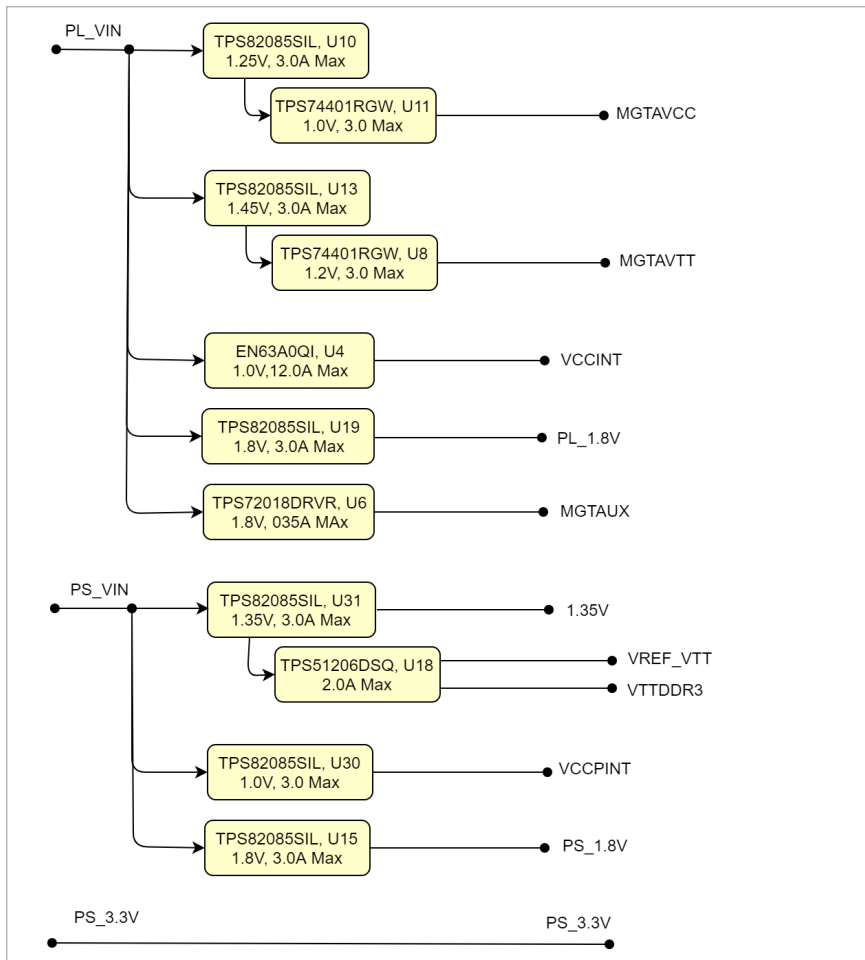 PL_VIN
TPS82085SIL, U10
1.25V, 3.0A Max
TPS74401RGW, U11
1.0V, 3.0 Max
MGTAVCC
TPS82085SIL, U13
1.45V, 3.0A Max
TPS74401RGW, U8
1.2V, 3.0 Max
MGTAVTT
EN63A0QI, U4
1.0V,12.0A Max
VCCINT
TPS82085SIL, U19
1.8V, 3.0A Max
PL_1.8V
TPS72018DRVR, U6
1.8V, 035A MAx
MGTAUX
PS_VIN
TPS82085SIL, U31
1.35V, 3.0A Max
1.35V
TPS51206DSQ, U18
2.0A Max
VREF_VTT
VTTDDR3
TPS82085SIL, U30
1.0V, 3.0 Max
VCCPINT
TPS82085SIL, U15
1.8V, 3.0A Max
PS_1.8V
PS_3.3V
PS_3.3V